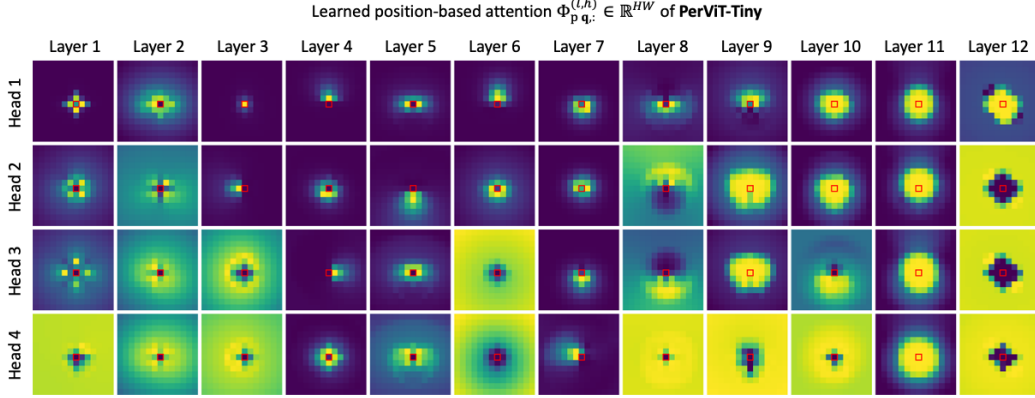 Learned position-based attention Φ_{p q,:}^{(l,h)} ∈ ℝ^{HW} of PerViT-Tiny
Layer 1 Layer 2 Layer 3 Layer 4 Layer 5 Layer 6 Layer 7 Layer 8 Layer 9 Layer 10 Layer 11 Layer 12
Head 1
Head 2
Head 3
Head 4